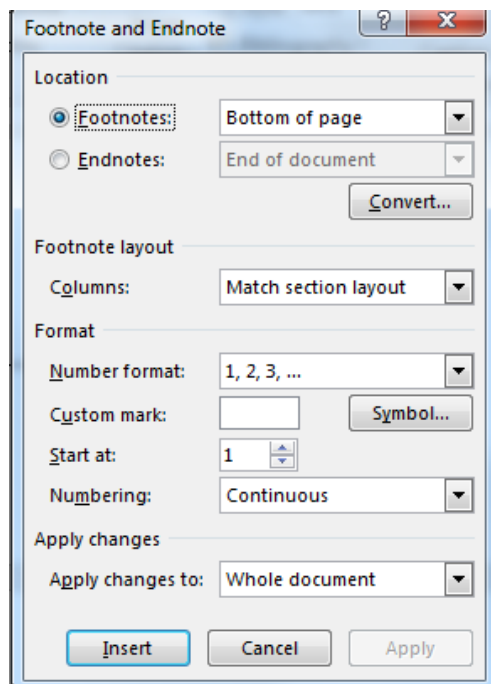 Footnote and Endnote
Location
Footnotes: Bottom of page
Endnotes: End of document
Convert...
Footnote layout
Columns: Match section layout
Format
Number format: 1, 2, 3, ...
Custom mark: Symbol...
Start at: 1
Numbering: Continuous
Apply changes
Apply changes to: Whole document
Insert Cancel Apply